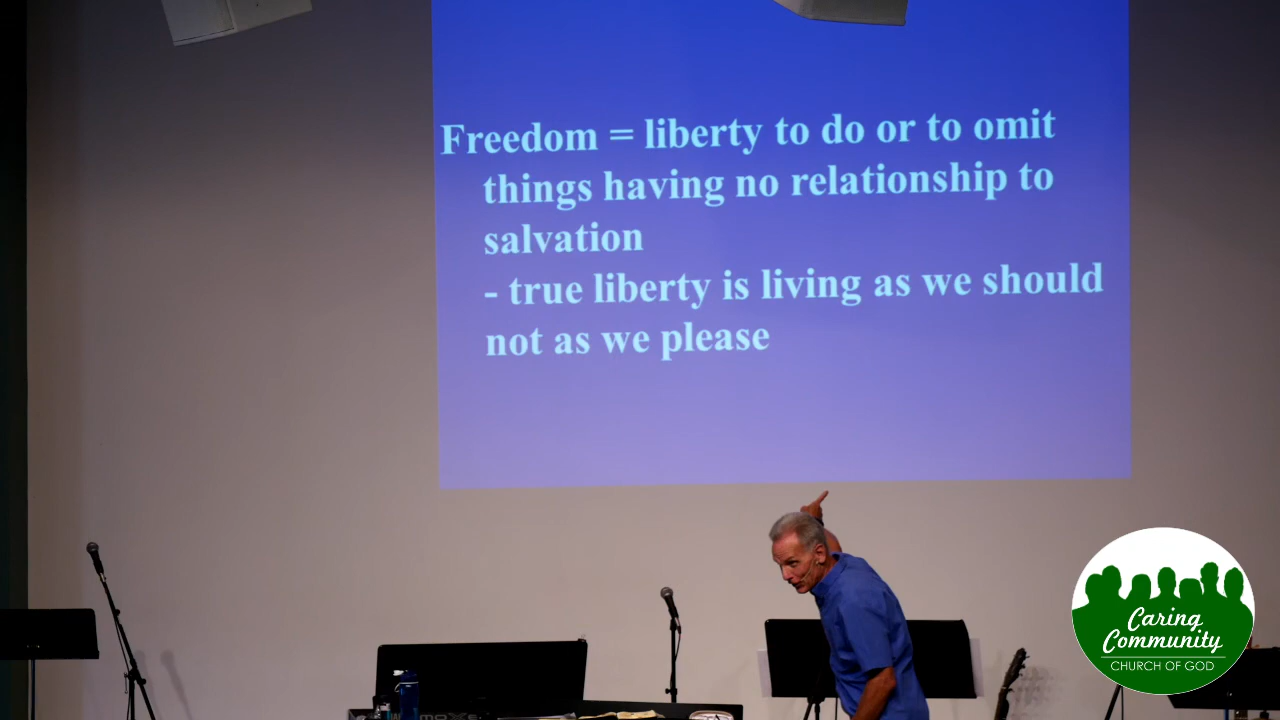 Freedom = liberty to do or to omit
things having no relationship to
salvation
- true liberty is living as we should
not as we please
Caring
Community
CHURCH OF GOD